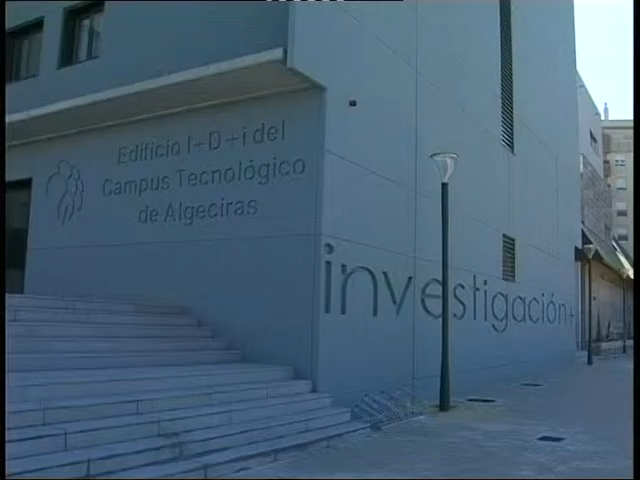 Edificio I+D+i del
Campus Tecnológico
de Algeciras
investigación+